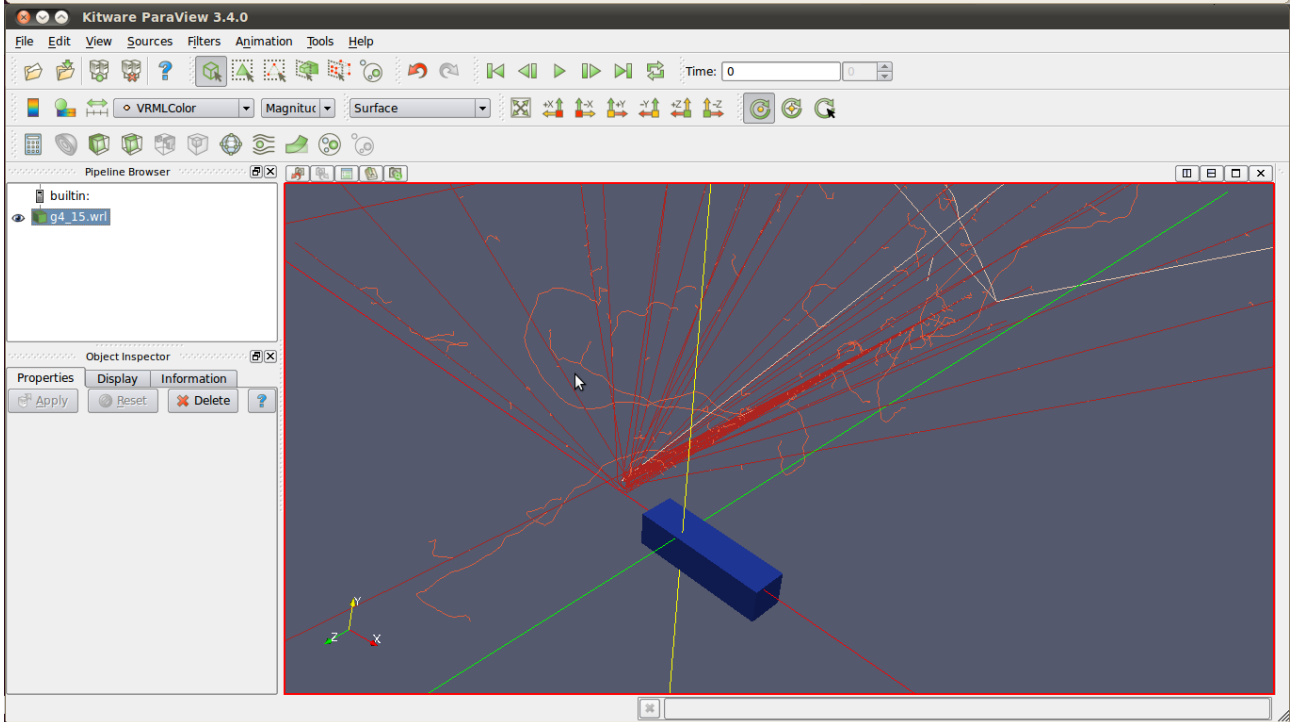 Kitware ParaView 3.4.0
File Edit View Sources Filters Animation Tools Help
? Time: 0 0
VRMLColor Magnituc Surface +X -X +Y -Y +Z -Z
Pipeline Browser
builtin:
g4_15.wrl
Object Inspector
Properties Display Information
Apply Reset Delete ?
Y
Z X